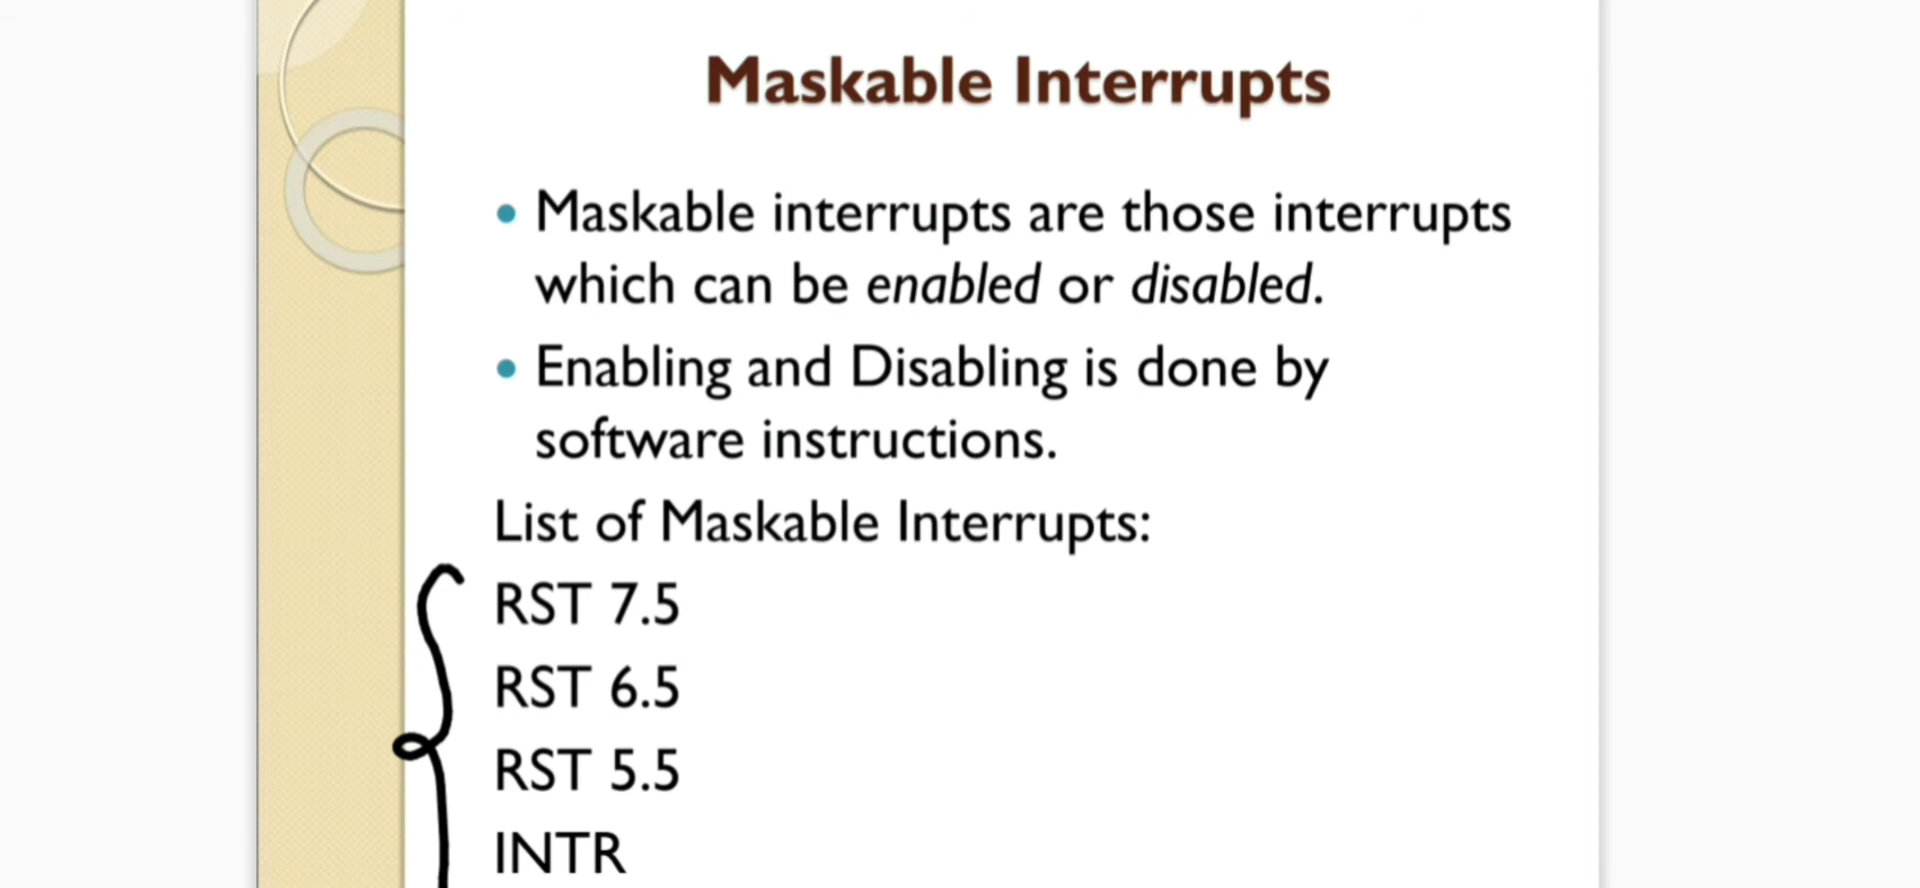 Maskable Interrupts
• Maskable interrupts are those interrupts
which can be enabled or disabled.
• Enabling and Disabling is done by
software instructions.
List of Maskable Interrupts:
RST 7.5
RST 6.5
RST 5.5
INTR